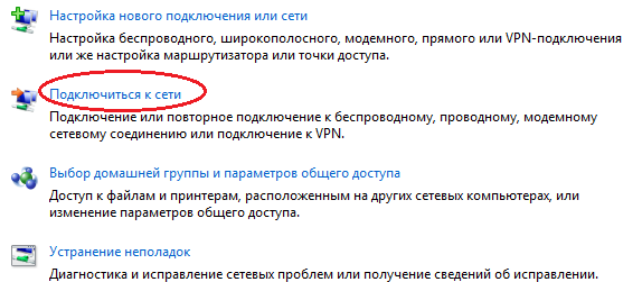 Настройка нового подключения или сети
Настройка беспроводного, широкополосного, модемного, прямого или VPN-подключения
или же настройка маршрутизатора или точки доступа.
Подключиться к сети
Подключение или повторное подключение к беспроводному, проводному, модемному
сетевому соединению или подключение к VPN.
Выбор домашней группы и параметров общего доступа
Доступ к файлам и принтерам, расположенным на других сетевых компьютерах, или
изменение параметров общего доступа.
Устранение неполадок
Диагностика и исправление сетевых проблем или получение сведений об исправлении.